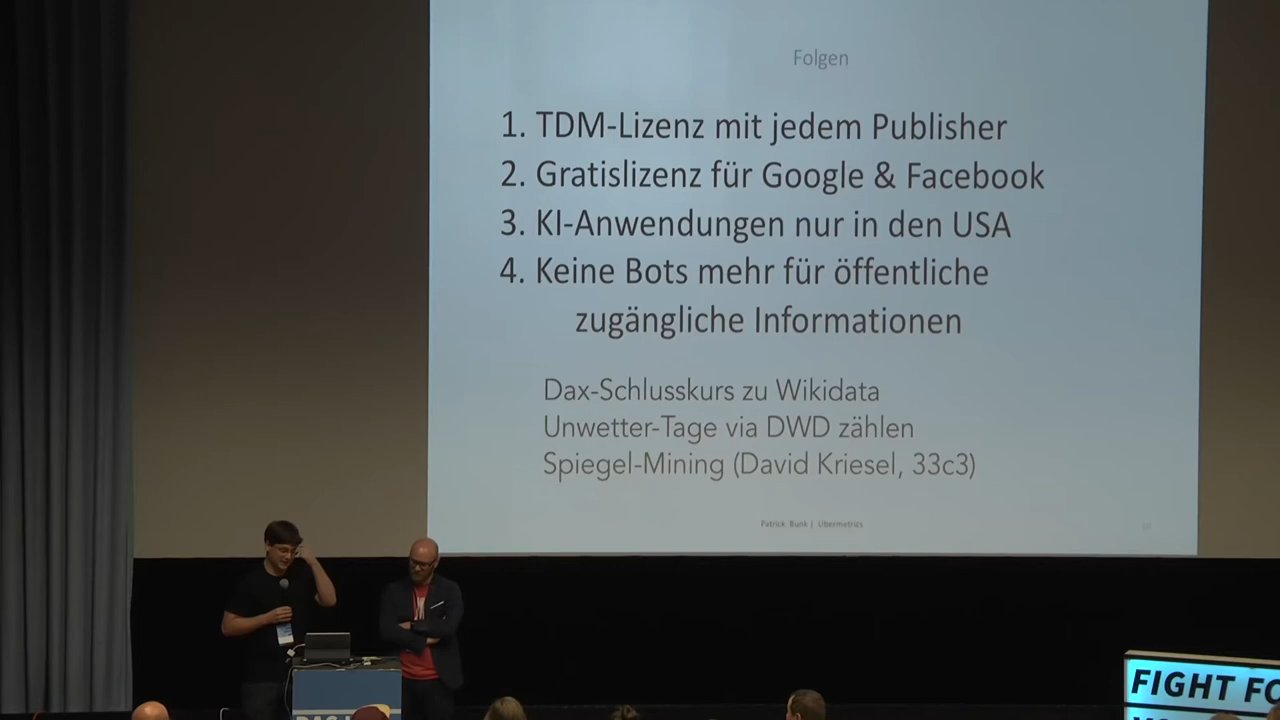 Folgen
1. TDM-Lizenz mit jedem Publisher
2. Gratislizenz für Google & Facebook
3. KI-Anwendungen nur in den USA
4. Keine Bots mehr für öffentliche
zugängliche Informationen
Dax-Schlusskurs zu Wikidata
Unwetter-Tage via DWD zählen
Spiegel-Mining (David Kriesel, 33c3)
Patrick Bunk | Übermetrics
FIGHT FO